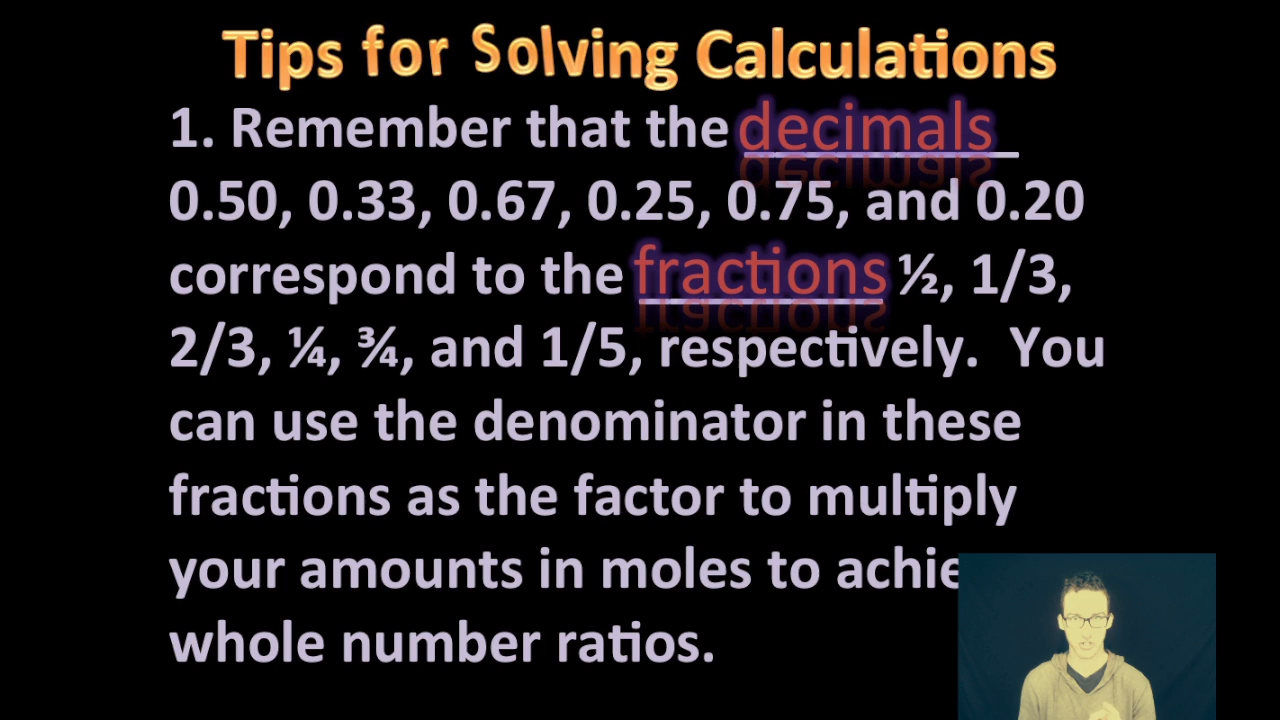 Tips for Solving Calculations
1. Remember that the decimals
0.50, 0.33, 0.67, 0.25, 0.75, and 0.20
correspond to the fractions ½, 1/3,
2/3, ¼, ¾, and 1/5, respectively. You
can use the denominator in these
fractions as the factor to multiply
your amounts in moles to achie
whole number ratios.